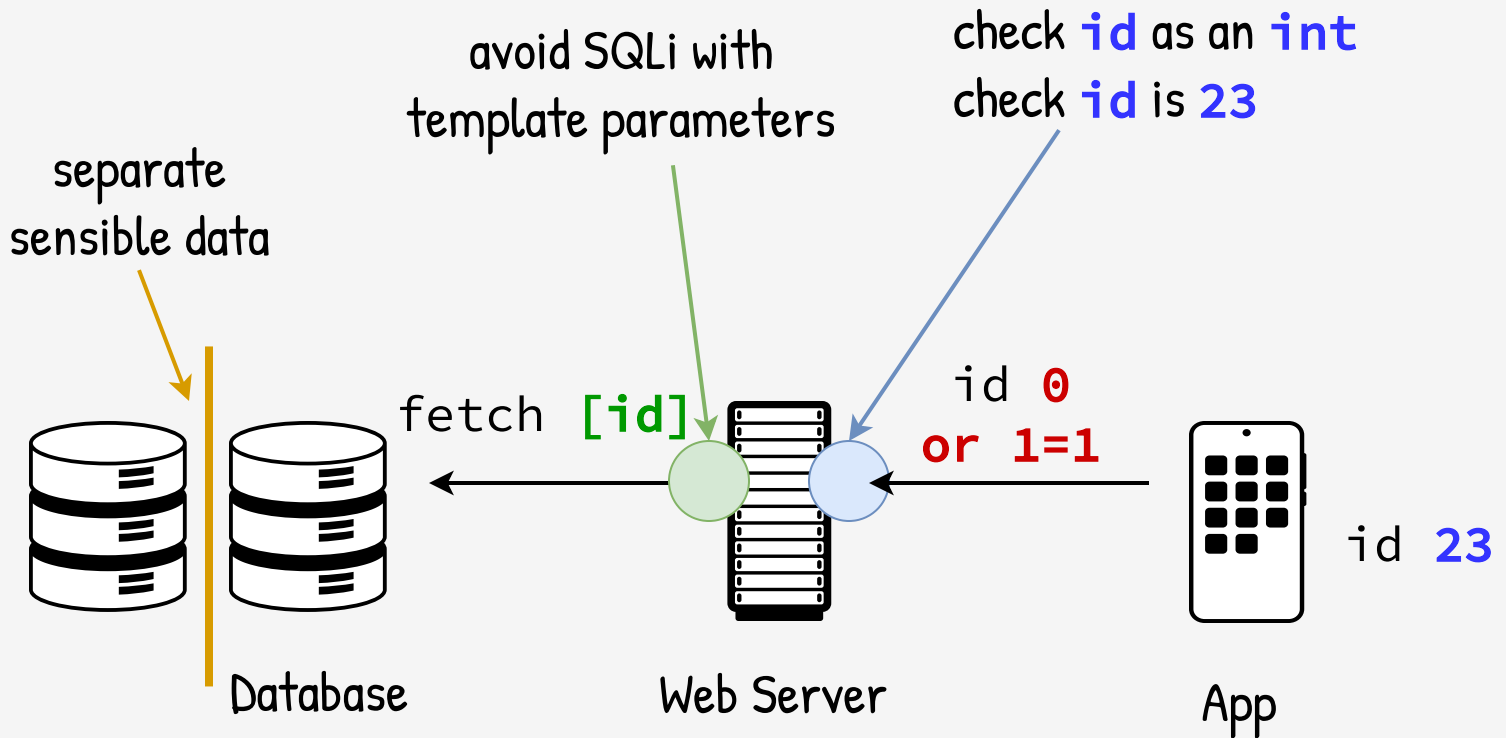 avoid SQLi with
template parameters
check id as an int
check id is 23
separate
sensible data
fetch [id]
id 0
or 1=1
id 23
Database
Web Server
App